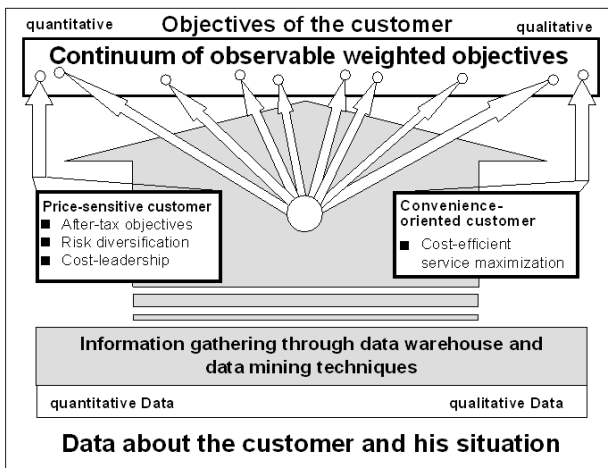 quantitative
Objectives of the customer
qualitative
Continuum of observable weighted objectives
Price-sensitive customer
■ After-tax objectives
■ Risk diversification
■ Cost-leadership
Convenience-
oriented customer
■ Cost-efficient
service maximization
Information gathering through data warehouse and
data mining techniques
quantitative Data
qualitative Data
Data about the customer and his situation